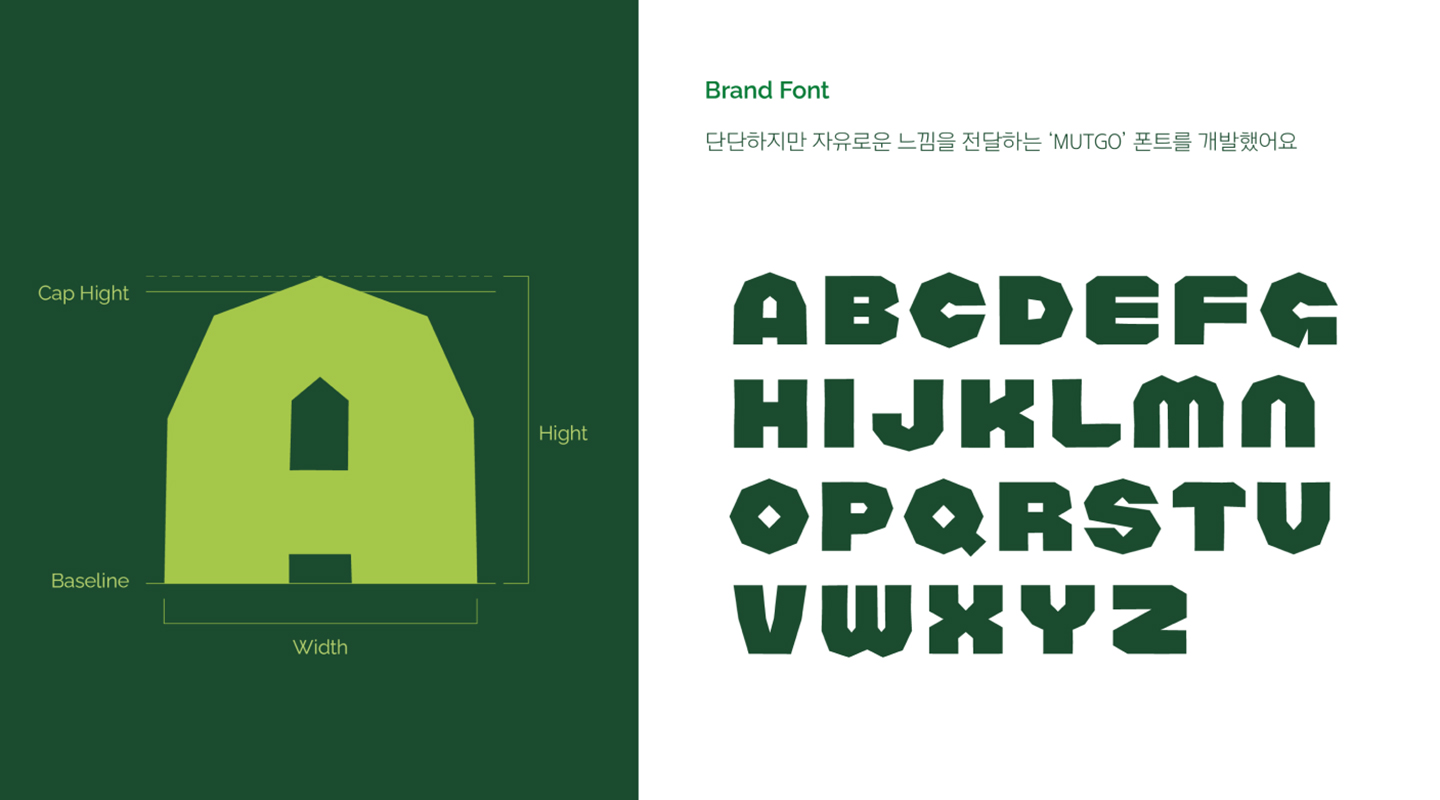 Cap Hight
Hight
Baseline
Width
Brand Font
단단하지만 자유로운 느낌을 전달하는 ‘MUTGO’ 폰트를 개발했어요
A
ABCDEFG
HIJKLMN
OPQRSTU
VWXYZ